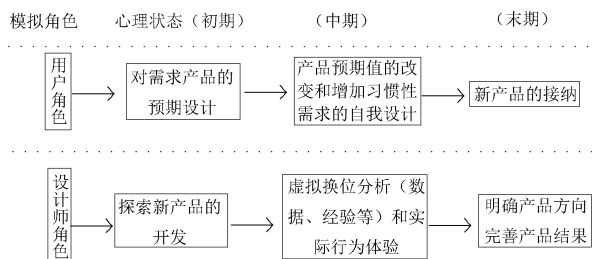 模拟角色 心理状态（初期） （中期） （末期）
用户角色
对需求产品的
预期设计
产品预期值的改
变和增加习惯性
需求的自我设计
新产品的接纳
设计师角色
探索新产品的
开发
虚拟换位分析（数
据、经验等）和实
际行为体验
明确产品方向
完善产品结果